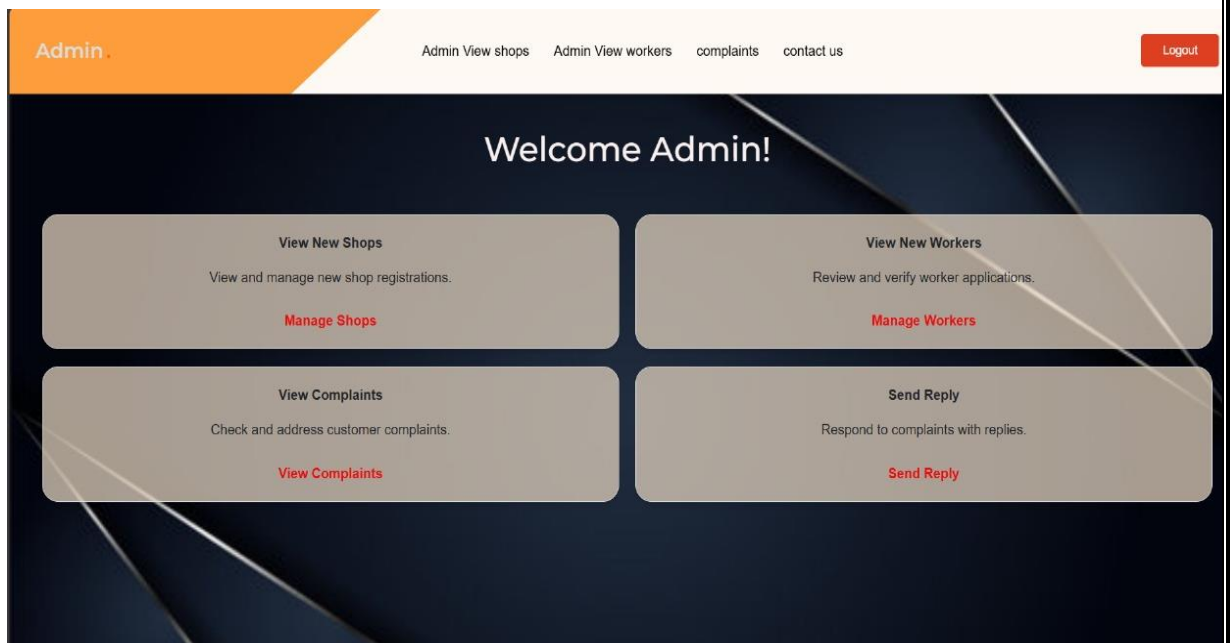 Admin.
Admin View shops Admin View workers complaints contact us
Logout
Welcome Admin!
View New Shops
View and manage new shop registrations.
Manage Shops
View New Workers
Review and verify worker applications.
Manage Workers
View Complaints
Check and address customer complaints.
View Complaints
Send Reply
Respond to complaints with replies.
Send Reply